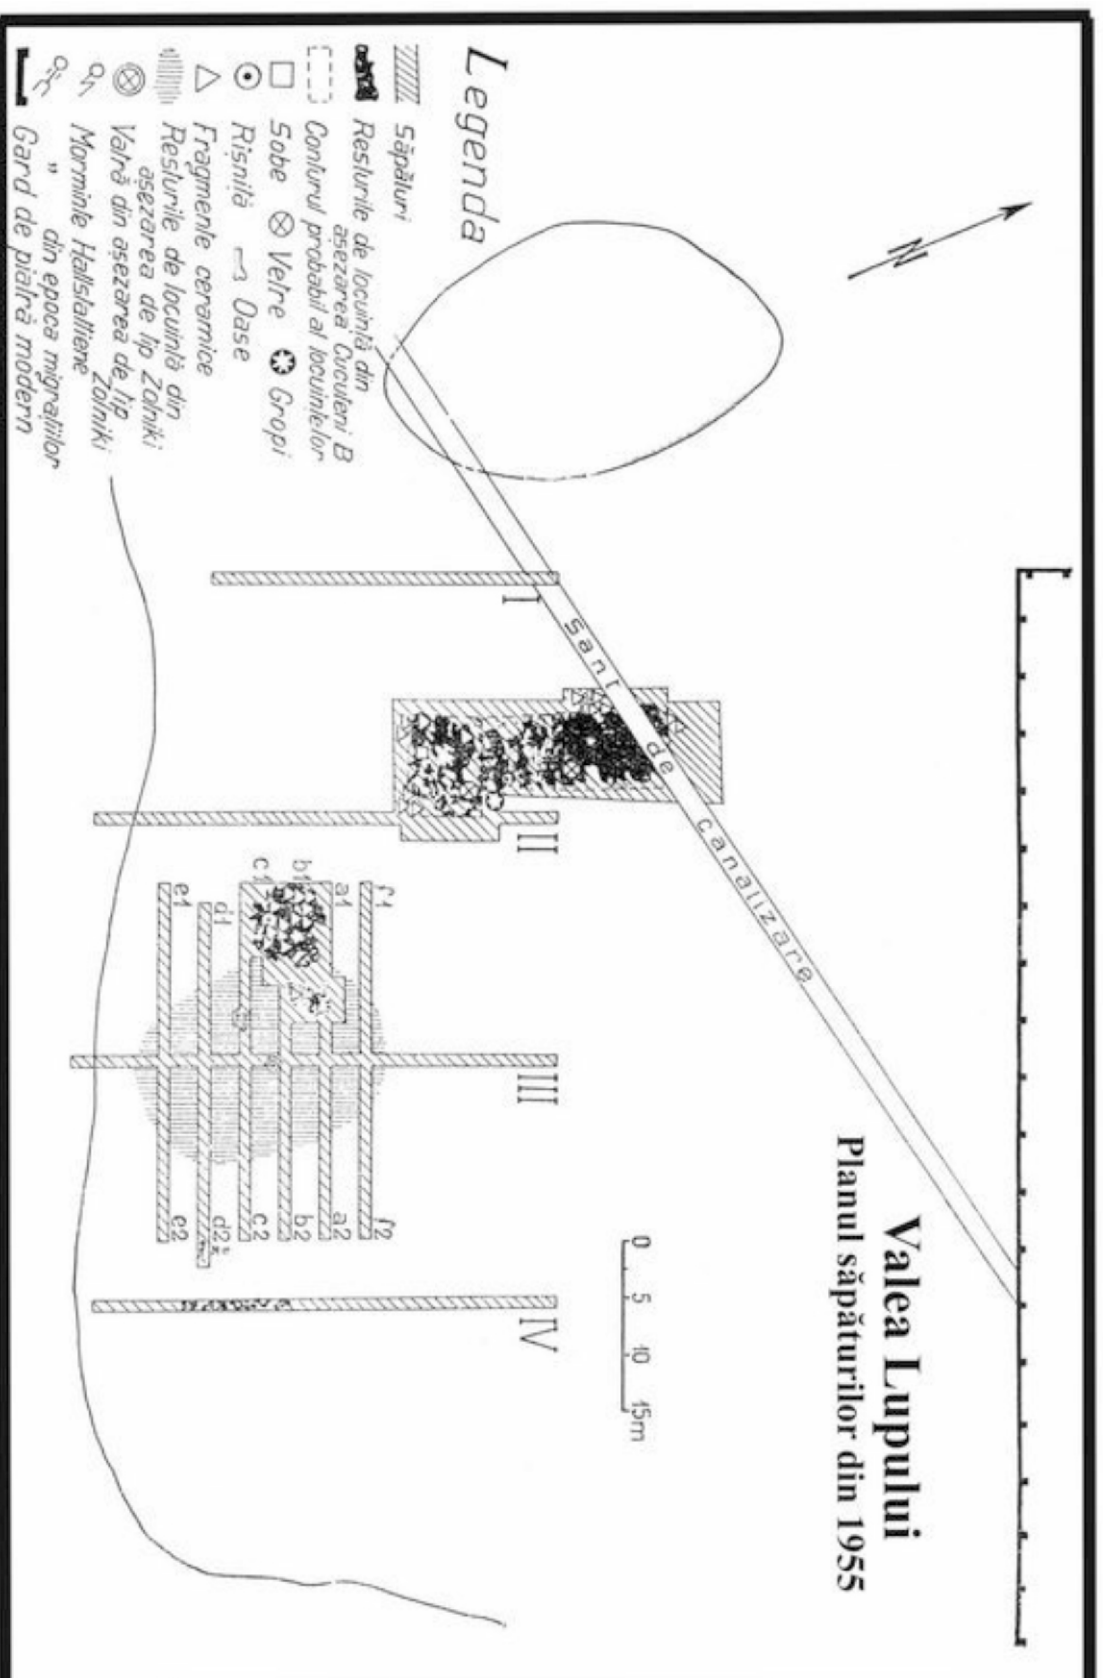 Valea Lupului
Planul săpăturilor din 1955
N
Legenda
Săpături
Resturile de locuință din
așezarea Cucuteni B
Conturul probabil al locuințelor
Sobe Vetre Gropi
Rîșniță Oase
Fragmente ceramice
Resturile de locuință din
așezarea de tip Zolniki
Vatră din așezarea de tip
Zolniki
Morminte Hallstattiene
" din epoca migrațiilor
Gard de piatră modern
Sanț de canalizare
0 5 10 15m
I
II
III
IV
f1 f2
a1 a2
b1 b2
c1 c2
d1 d2
e1 e2